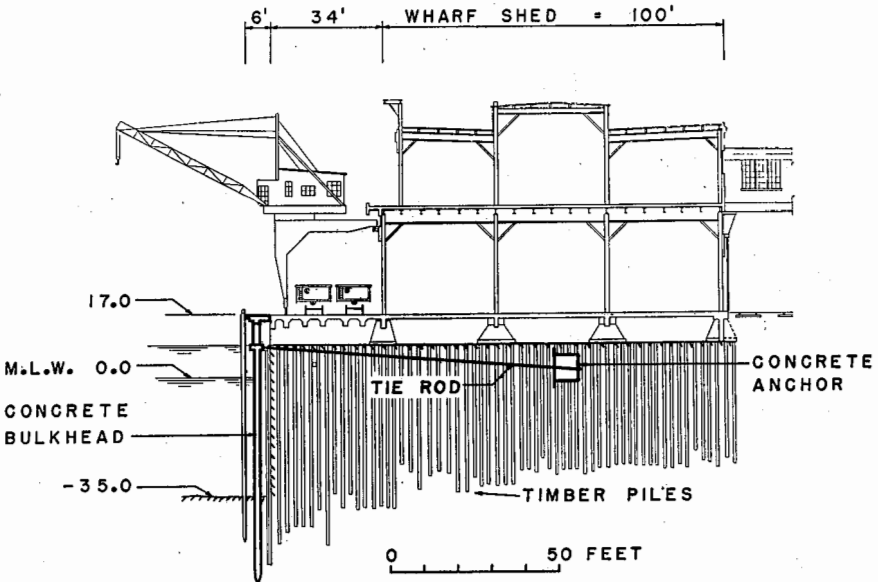 6' 34' WHARF SHED = 100'
17.0
M.L.W. 0.0
CONCRETE
BULKHEAD
-35.0
TIE ROD
CONCRETE
ANCHOR
TIMBER PILES
0 50 FEET